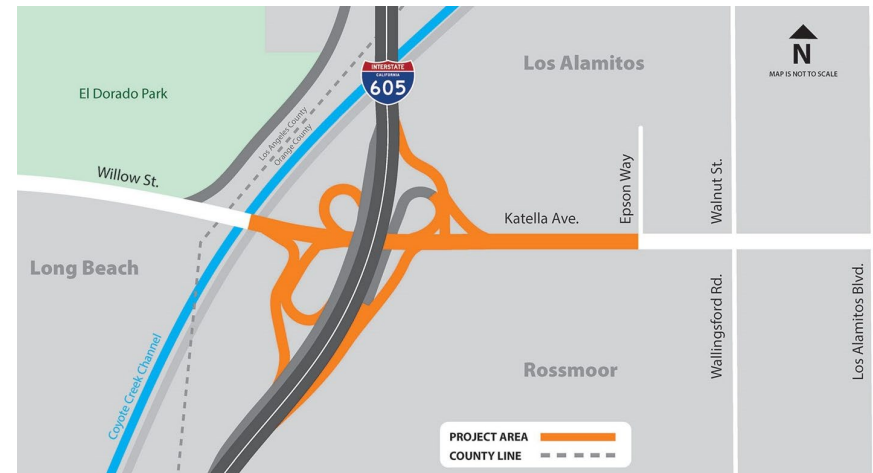 El Dorado Park
Los Angeles County
Orange County
INTERSTATE
CALIFORNIA
605
Los Alamitos
N
MAP IS NOT TO SCALE
Willow St.
Katella Ave.
Epson Way
Walnut St.
Long Beach
Coyote Creek Channel
Rossmoor
Wallingsford Rd.
Los Alamitos Blvd.
PROJECT AREA
COUNTY LINE